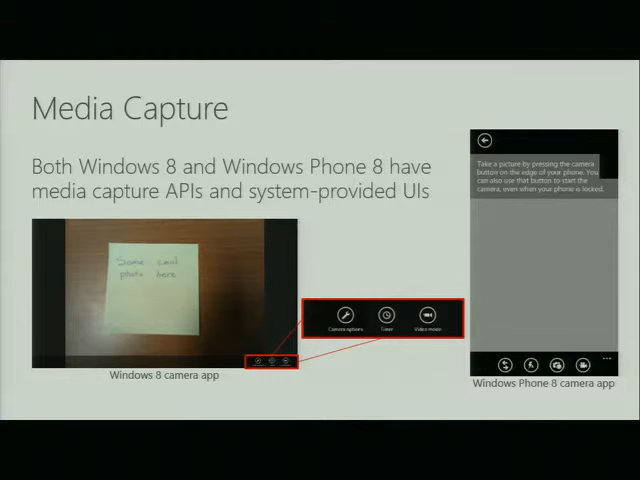 Media Capture
Both Windows 8 and Windows Phone 8 have
media capture APIs and system-provided UIs
Some cool
photo here
Camera options
Timer
Video mode
Windows 8 camera app
Take a picture by pressing the camera
button on the edge of your phone. You
can also use that button to start the
camera, even when your phone is locked.
Windows Phone 8 camera app